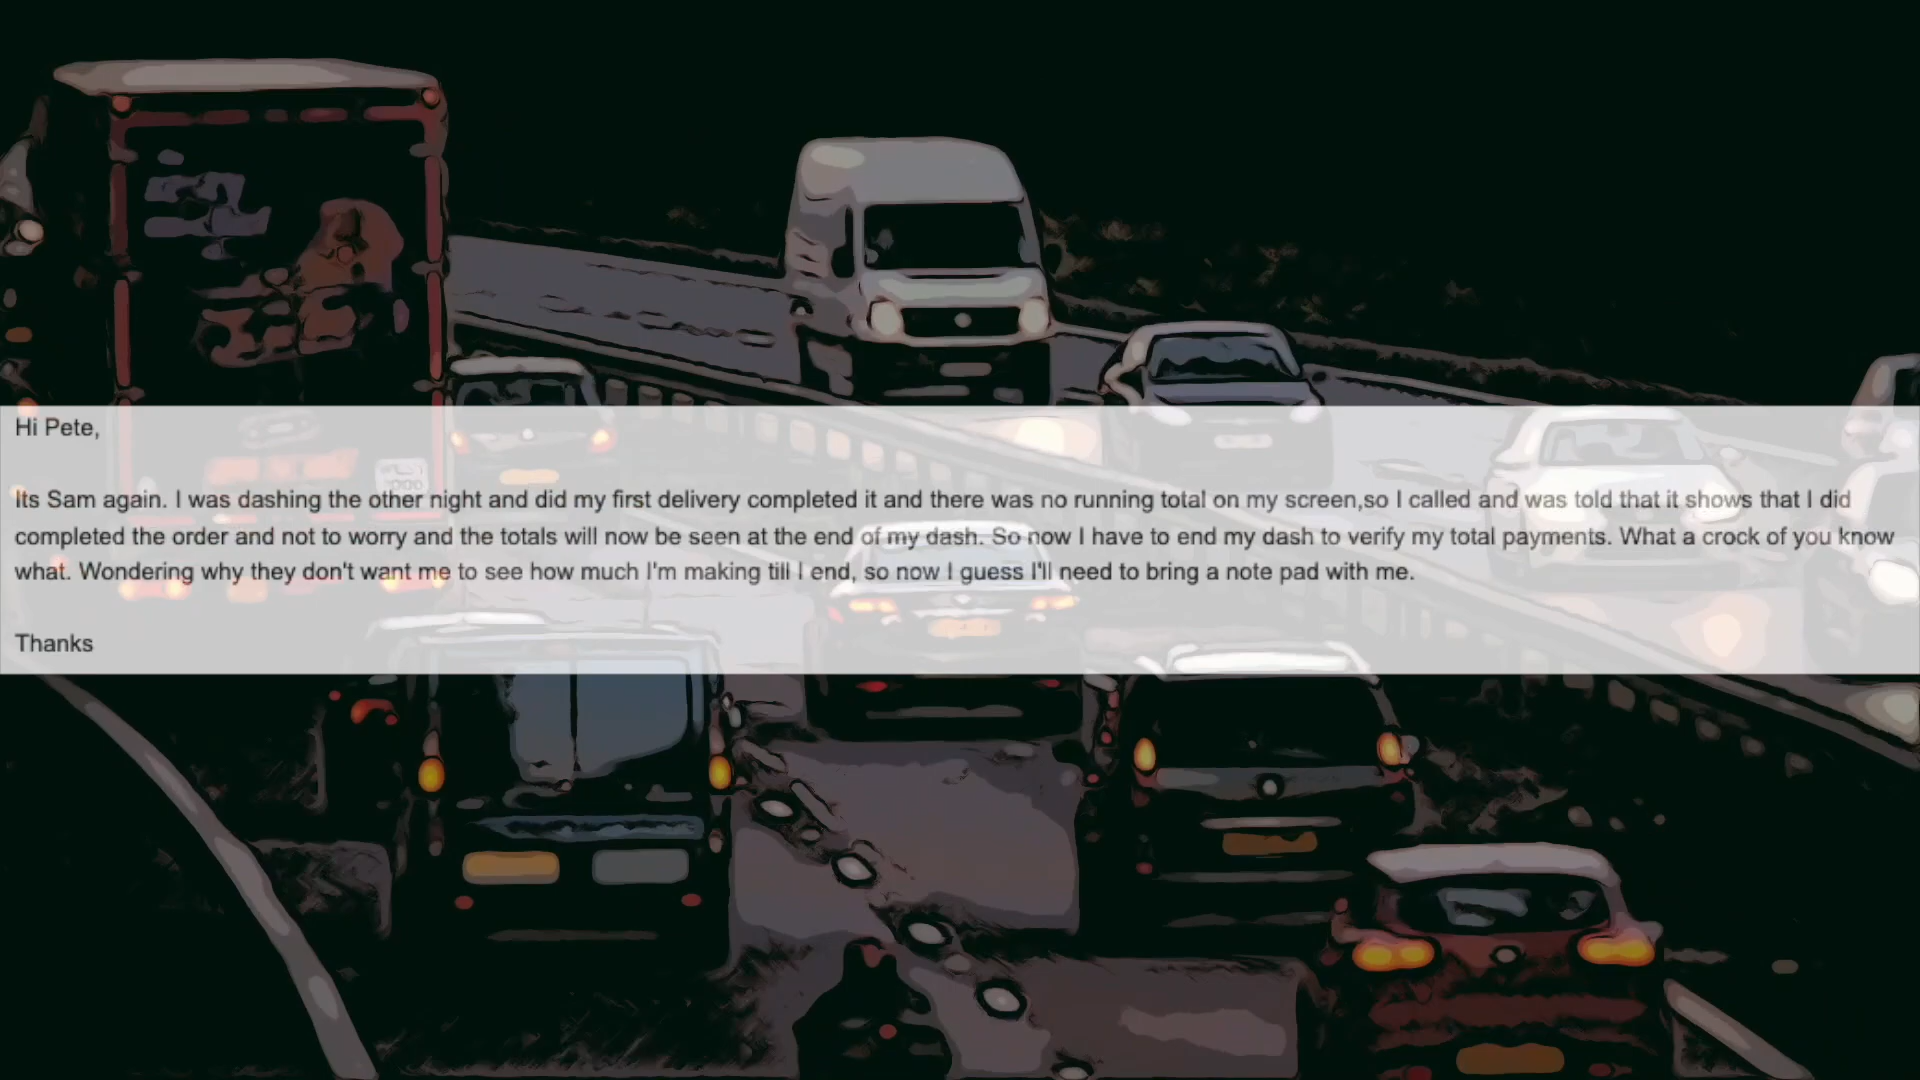 Hi Pete,
Its Sam again. I was dashing the other night and did my first delivery completed it and there was no running total on my screen,so I called and was told that it shows that I did
completed the order and not to worry and the totals will now be seen at the end of my dash. So now I have to end my dash to verify my total payments. What a crock of you know
what. Wondering why they don't want me to see how much I'm making till I end, so now I guess I'll need to bring a note pad with me.
Thanks